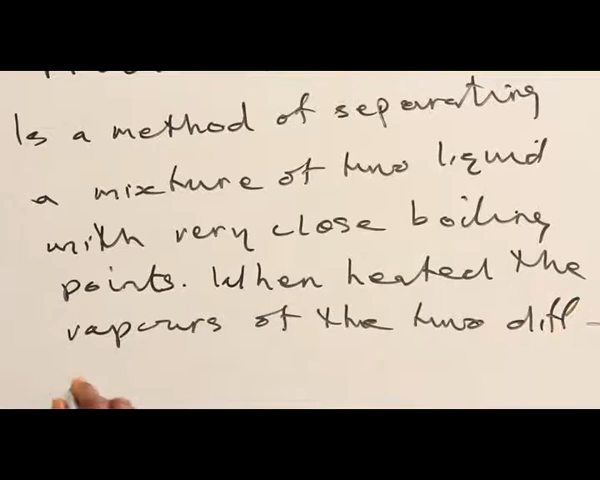 Is a method of separating
a mixture of two liquid
with very close boiling
points. When heated the
vapours of the two diff-